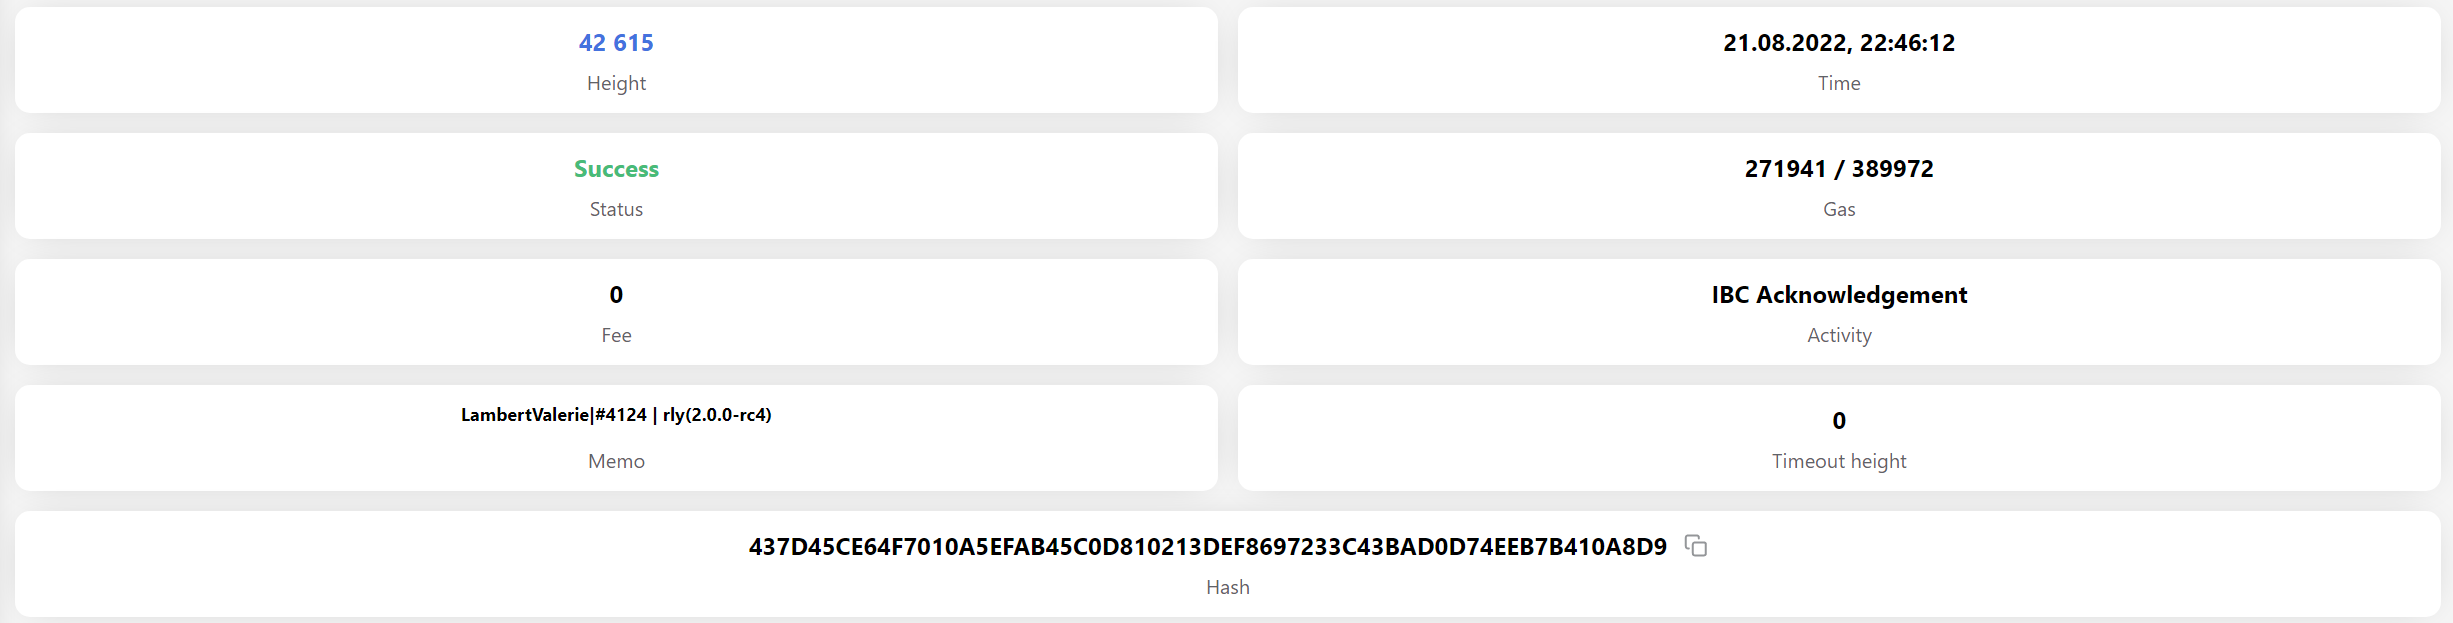 42 615
Height
21.08.2022, 22:46:12
Time
Success
Status
271941 / 389972
Gas
0
Fee
IBC Acknowledgement
Activity
LambertValerie|#4124 | rly(2.0.0-rc4)
Memo
0
Timeout height
437D45CE64F7010A5EFAB45C0D810213DEF8697233C43BAD0D74EEB7B410A8D9
Hash